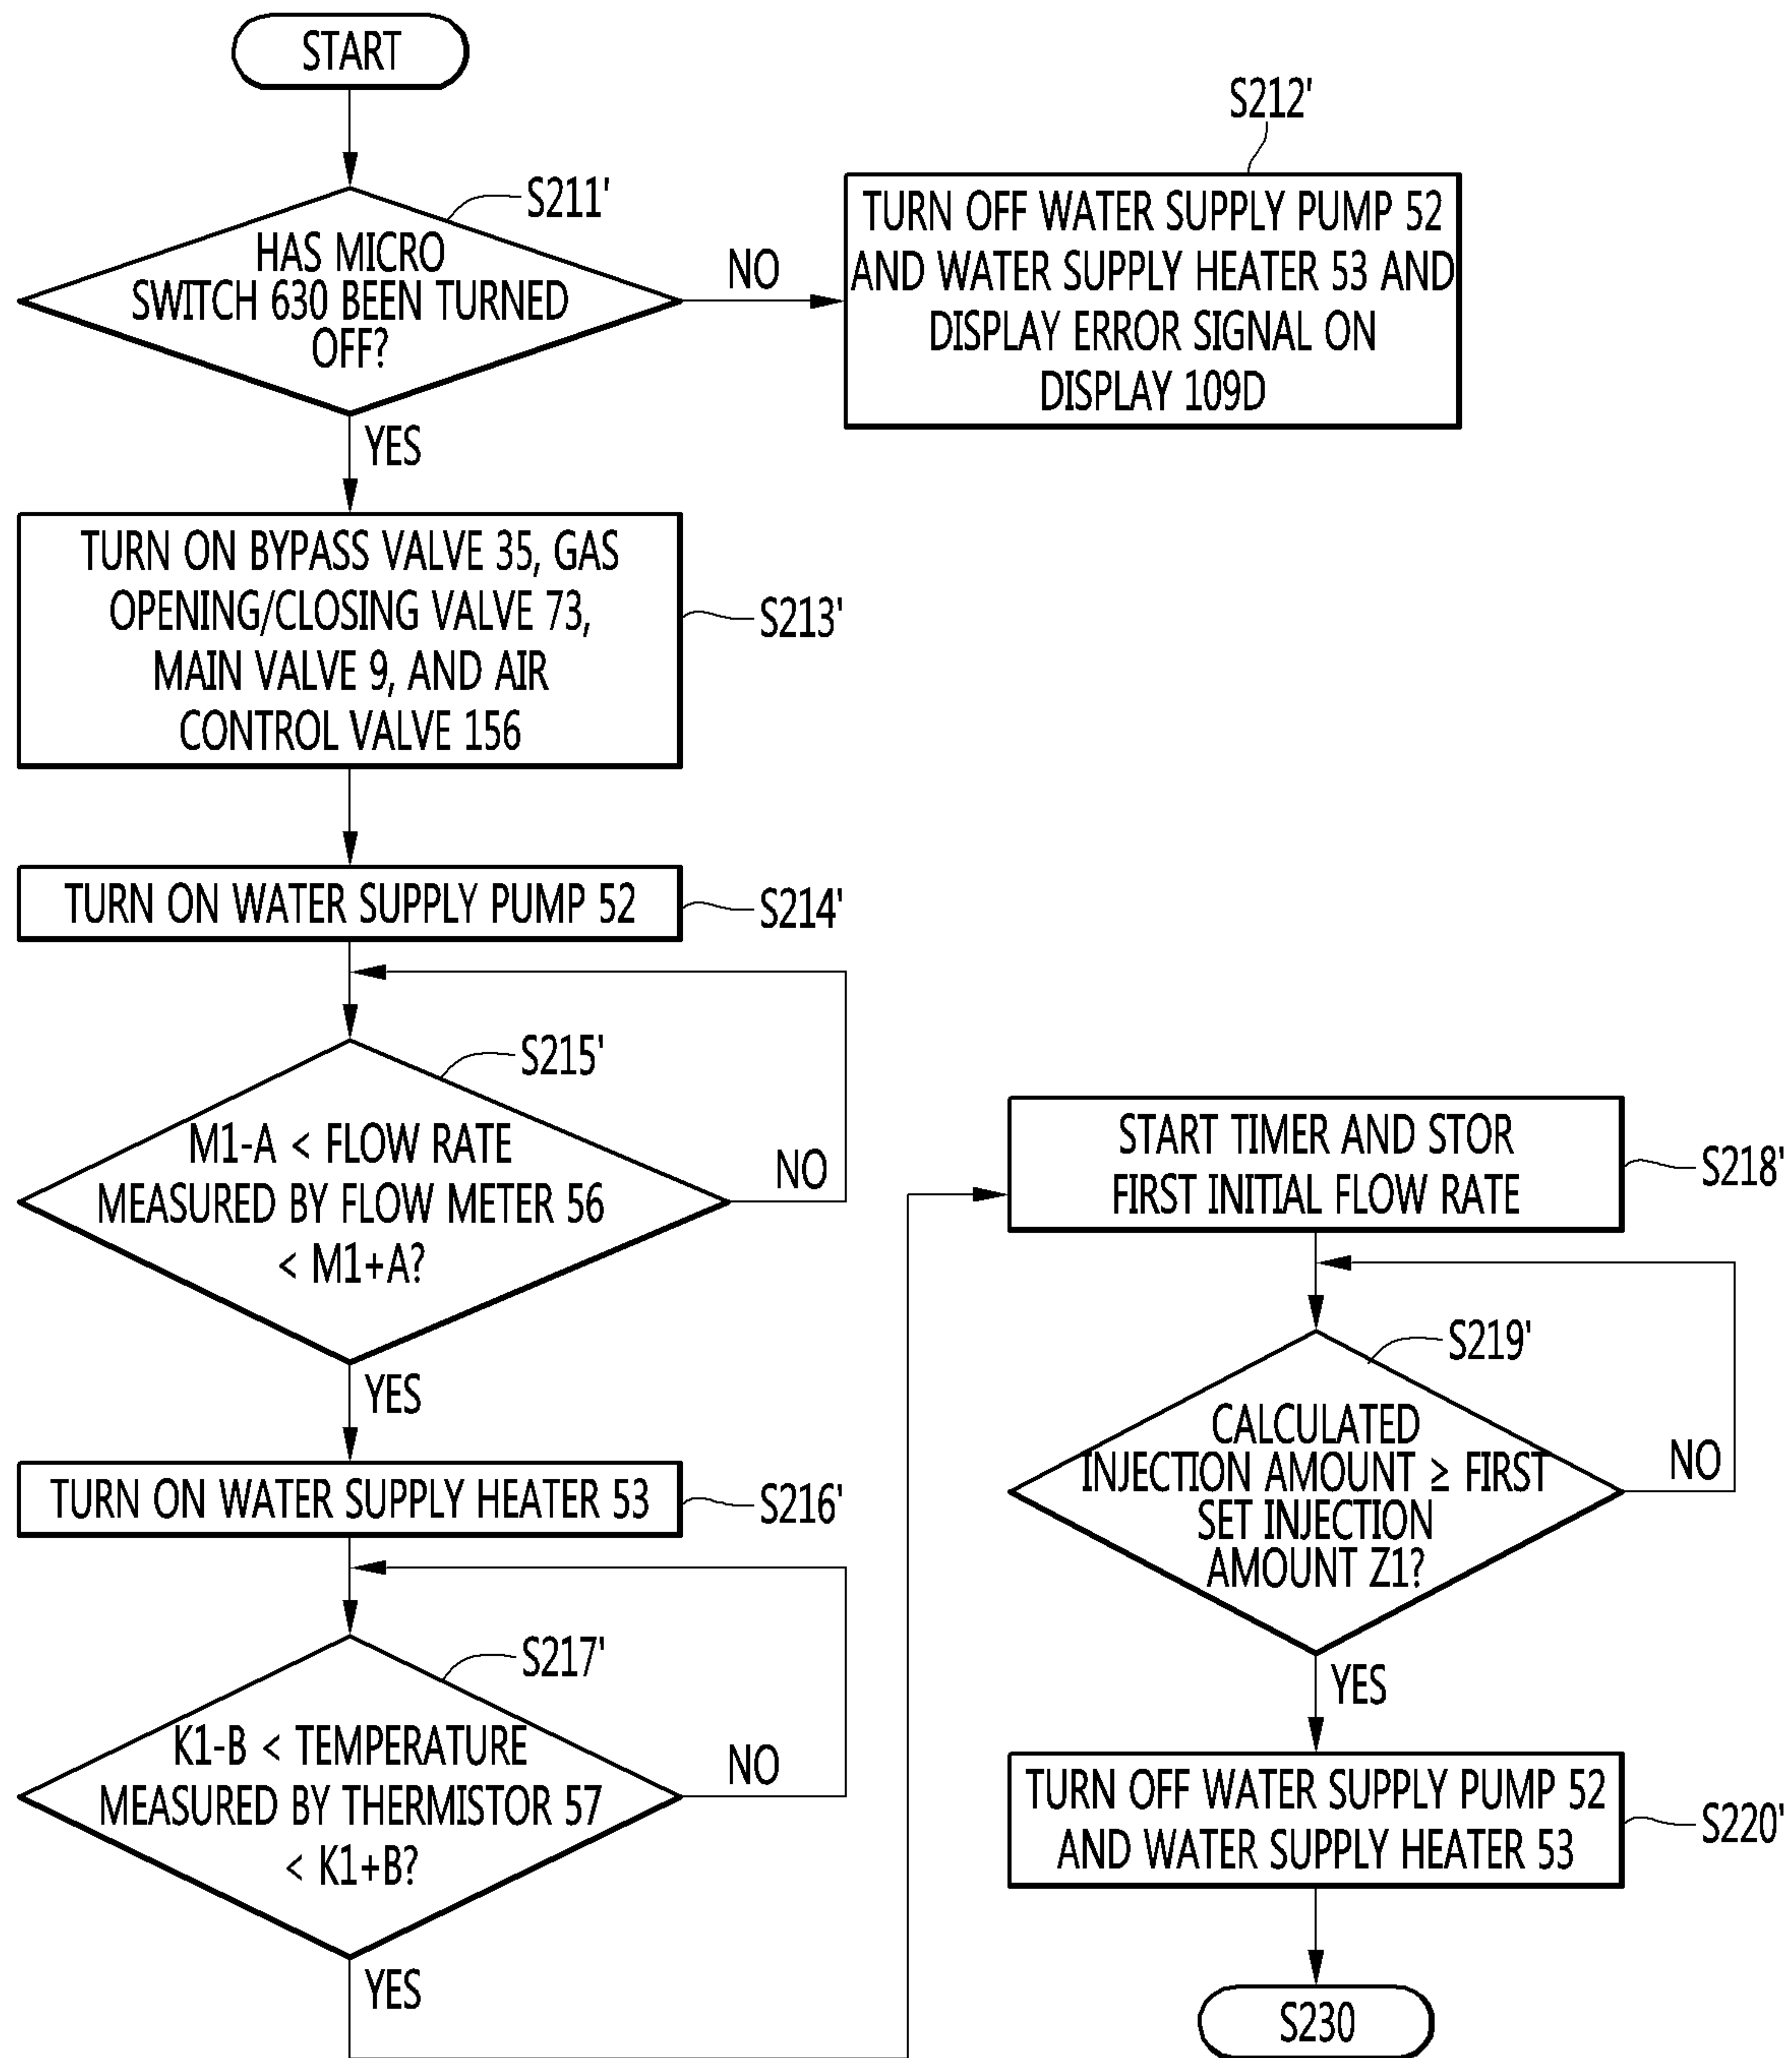 START
S211'
HAS MICRO
SWITCH 630 BEEN TURNED
OFF?
NO
YES
S212'
TURN OFF WATER SUPPLY PUMP 52
AND WATER SUPPLY HEATER 53 AND
DISPLAY ERROR SIGNAL ON
DISPLAY 109D
TURN ON BYPASS VALVE 35, GAS
OPENING/CLOSING VALVE 73,
MAIN VALVE 9, AND AIR
CONTROL VALVE 156
S213'
TURN ON WATER SUPPLY PUMP 52
S214'
S215'
M1-A < FLOW RATE
MEASURED BY FLOW METER 56
< M1+A?
NO
YES
TURN ON WATER SUPPLY HEATER 53
S216'
S217'
K1-B < TEMPERATURE
MEASURED BY THERMISTOR 57
< K1+B?
NO
YES
START TIMER AND STOR
FIRST INITIAL FLOW RATE
S218'
S219'
CALCULATED
INJECTION AMOUNT ≥ FIRST
SET INJECTION
AMOUNT Z1?
NO
YES
TURN OFF WATER SUPPLY PUMP 52
AND WATER SUPPLY HEATER 53
S220'
S230